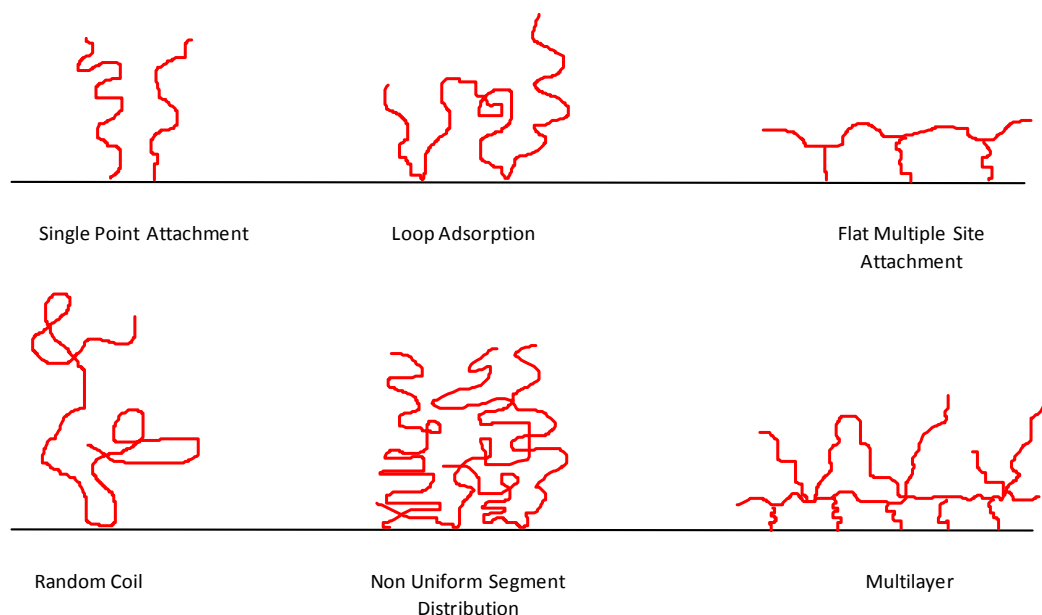 Single Point Attachment
Loop Adsorption
Flat Multiple Site
Attachment
Random Coil
Non Uniform Segment
Distribution
Multilayer